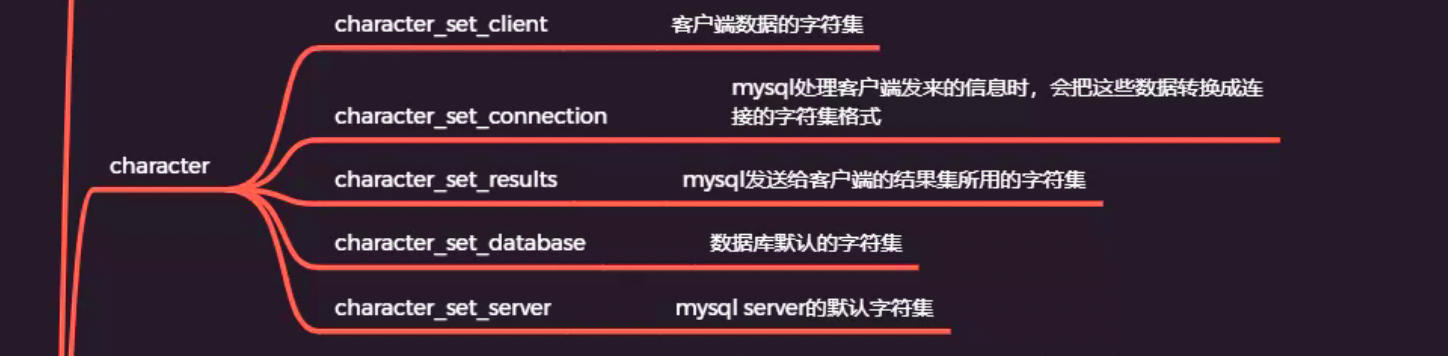 character
character_set_client 客户端数据的字符集
character_set_connection mysql处理客户端发来的信息时，会把这些数据转换成连
接的字符集格式
character_set_results mysql发送给客户端的结果集所用的字符集
character_set_database 数据库默认的字符集
character_set_server mysql server的默认字符集